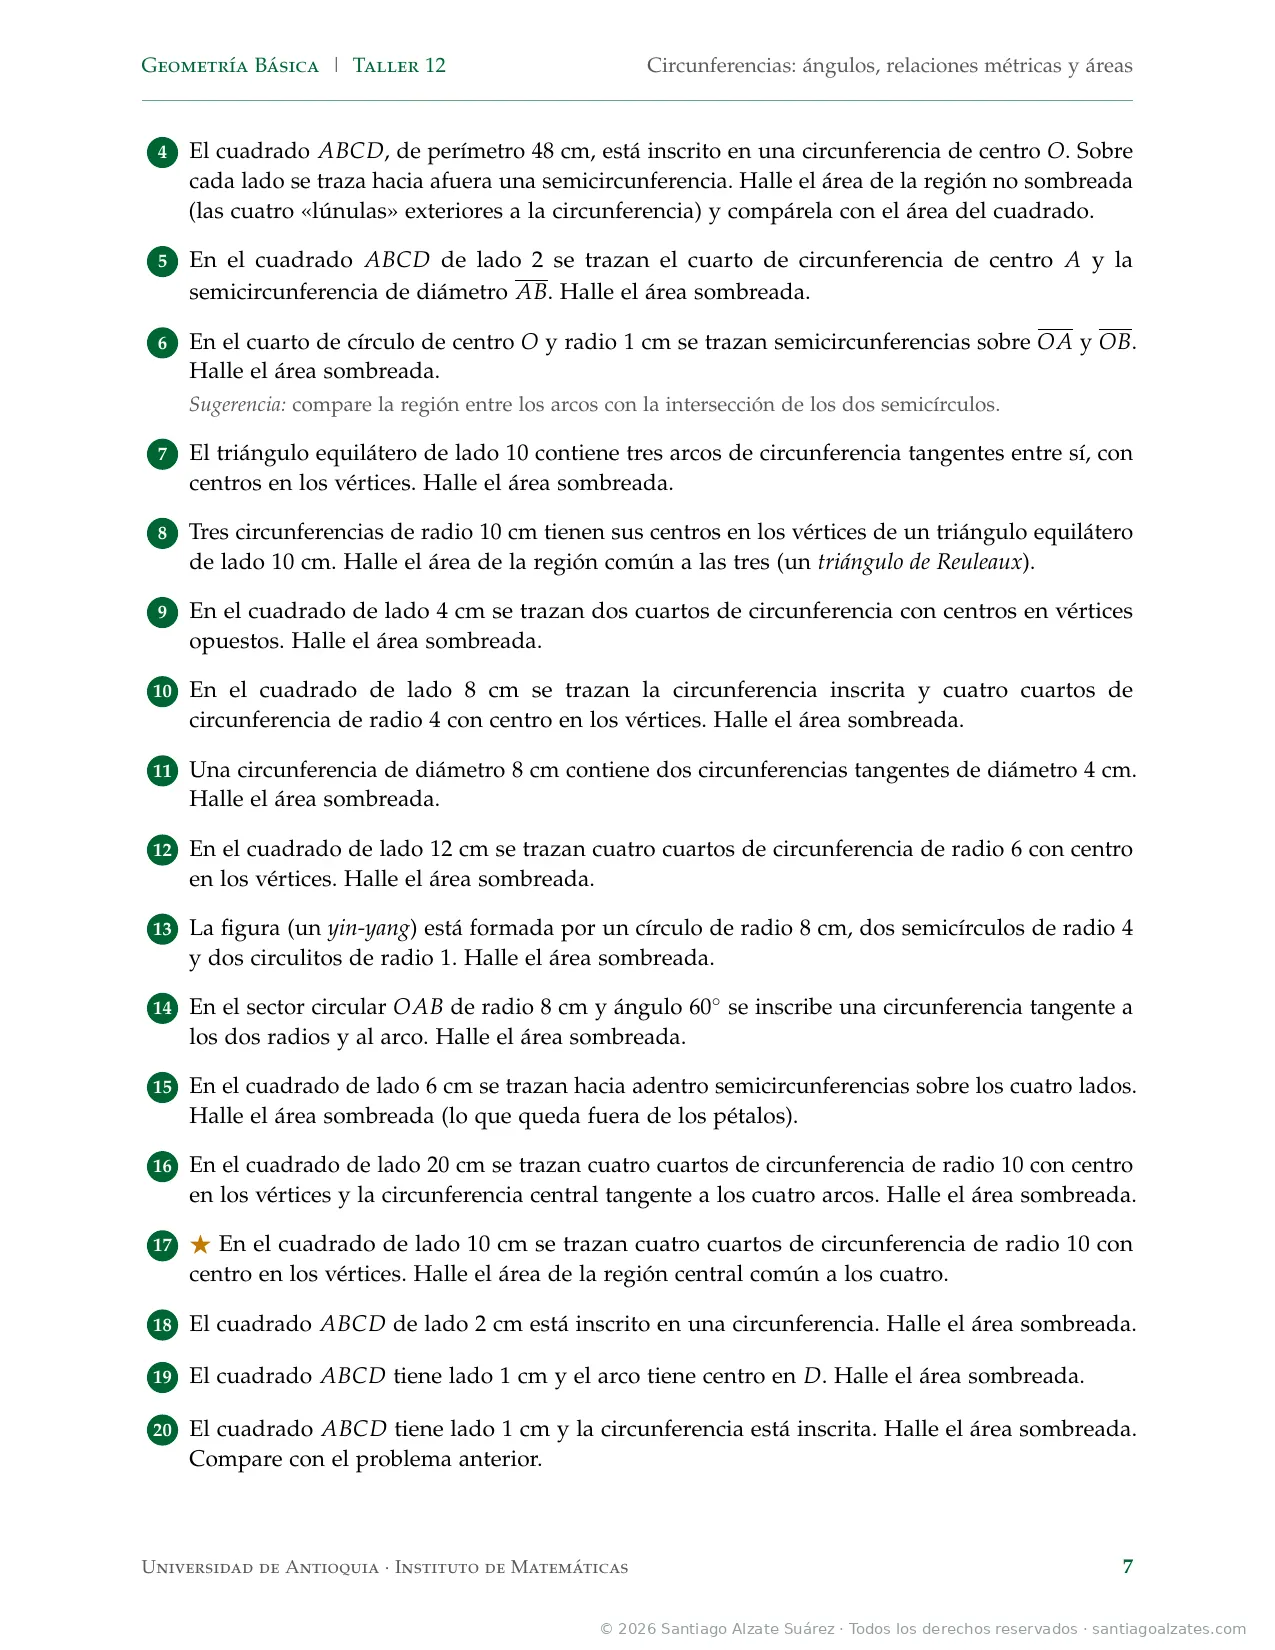 Geometría Básica | Taller 12 Circunferencias: ángulos, relaciones métricas y áreas
4 El cuadrado ABCD, de perímetro 48 cm, está inscrito en una circunferencia de centro O. Sobre
cada lado se traza hacia afuera una semicircunferencia. Halle el área de la región no sombreada
(las cuatro «lúnulas» exteriores a la circunferencia) y compárela con el área del cuadrado.
5 En el cuadrado ABCD de lado 2 se trazan el cuarto de circunferencia de centro A y la
semicircunferencia de diámetro A̅B̅. Halle el área sombreada.
6 En el cuarto de círculo de centro O y radio 1 cm se trazan semicircunferencias sobre O̅A̅ y O̅B̅.
Halle el área sombreada.
Sugerencia: compare la región entre los arcos con la intersección de los dos semicírculos.
7 El triángulo equilátero de lado 10 contiene tres arcos de circunferencia tangentes entre sí, con
centros en los vértices. Halle el área sombreada.
8 Tres circunferencias de radio 10 cm tienen sus centros en los vértices de un triángulo equilátero
de lado 10 cm. Halle el área de la región común a las tres (un triángulo de Reuleaux).
9 En el cuadrado de lado 4 cm se trazan dos cuartos de circunferencia con centros en vértices
opuestos. Halle el área sombreada.
10 En el cuadrado de lado 8 cm se trazan la circunferencia inscrita y cuatro cuartos de
circunferencia de radio 4 con centro en los vértices. Halle el área sombreada.
11 Una circunferencia de diámetro 8 cm contiene dos circunferencias tangentes de diámetro 4 cm.
Halle el área sombreada.
12 En el cuadrado de lado 12 cm se trazan cuatro cuartos de circunferencia de radio 6 con centro
en los vértices. Halle el área sombreada.
13 La figura (un yin-yang) está formada por un círculo de radio 8 cm, dos semicírculos de radio 4
y dos circulitos de radio 1. Halle el área sombreada.
14 En el sector circular OAB de radio 8 cm y ángulo 60° se inscribe una circunferencia tangente a
los dos radios y al arco. Halle el área sombreada.
15 En el cuadrado de lado 6 cm se trazan hacia adentro semicircunferencias sobre los cuatro lados.
Halle el área sombreada (lo que queda fuera de los pétalos).
16 En el cuadrado de lado 20 cm se trazan cuatro cuartos de circunferencia de radio 10 con centro
en los vértices y la circunferencia central tangente a los cuatro arcos. Halle el área sombreada.
17 ★ En el cuadrado de lado 10 cm se trazan cuatro cuartos de circunferencia de radio 10 con
centro en los vértices. Halle el área de la región central común a los cuatro.
18 El cuadrado ABCD de lado 2 cm está inscrito en una circunferencia. Halle el área sombreada.
19 El cuadrado ABCD tiene lado 1 cm y el arco tiene centro en D. Halle el área sombreada.
20 El cuadrado ABCD tiene lado 1 cm y la circunferencia está inscrita. Halle el área sombreada.
Compare con el problema anterior.
Universidad de Antioquia · Instituto de Matemáticas 7
© 2026 Santiago Alzate Suárez · Todos los derechos reservados · santiagoalzates.com